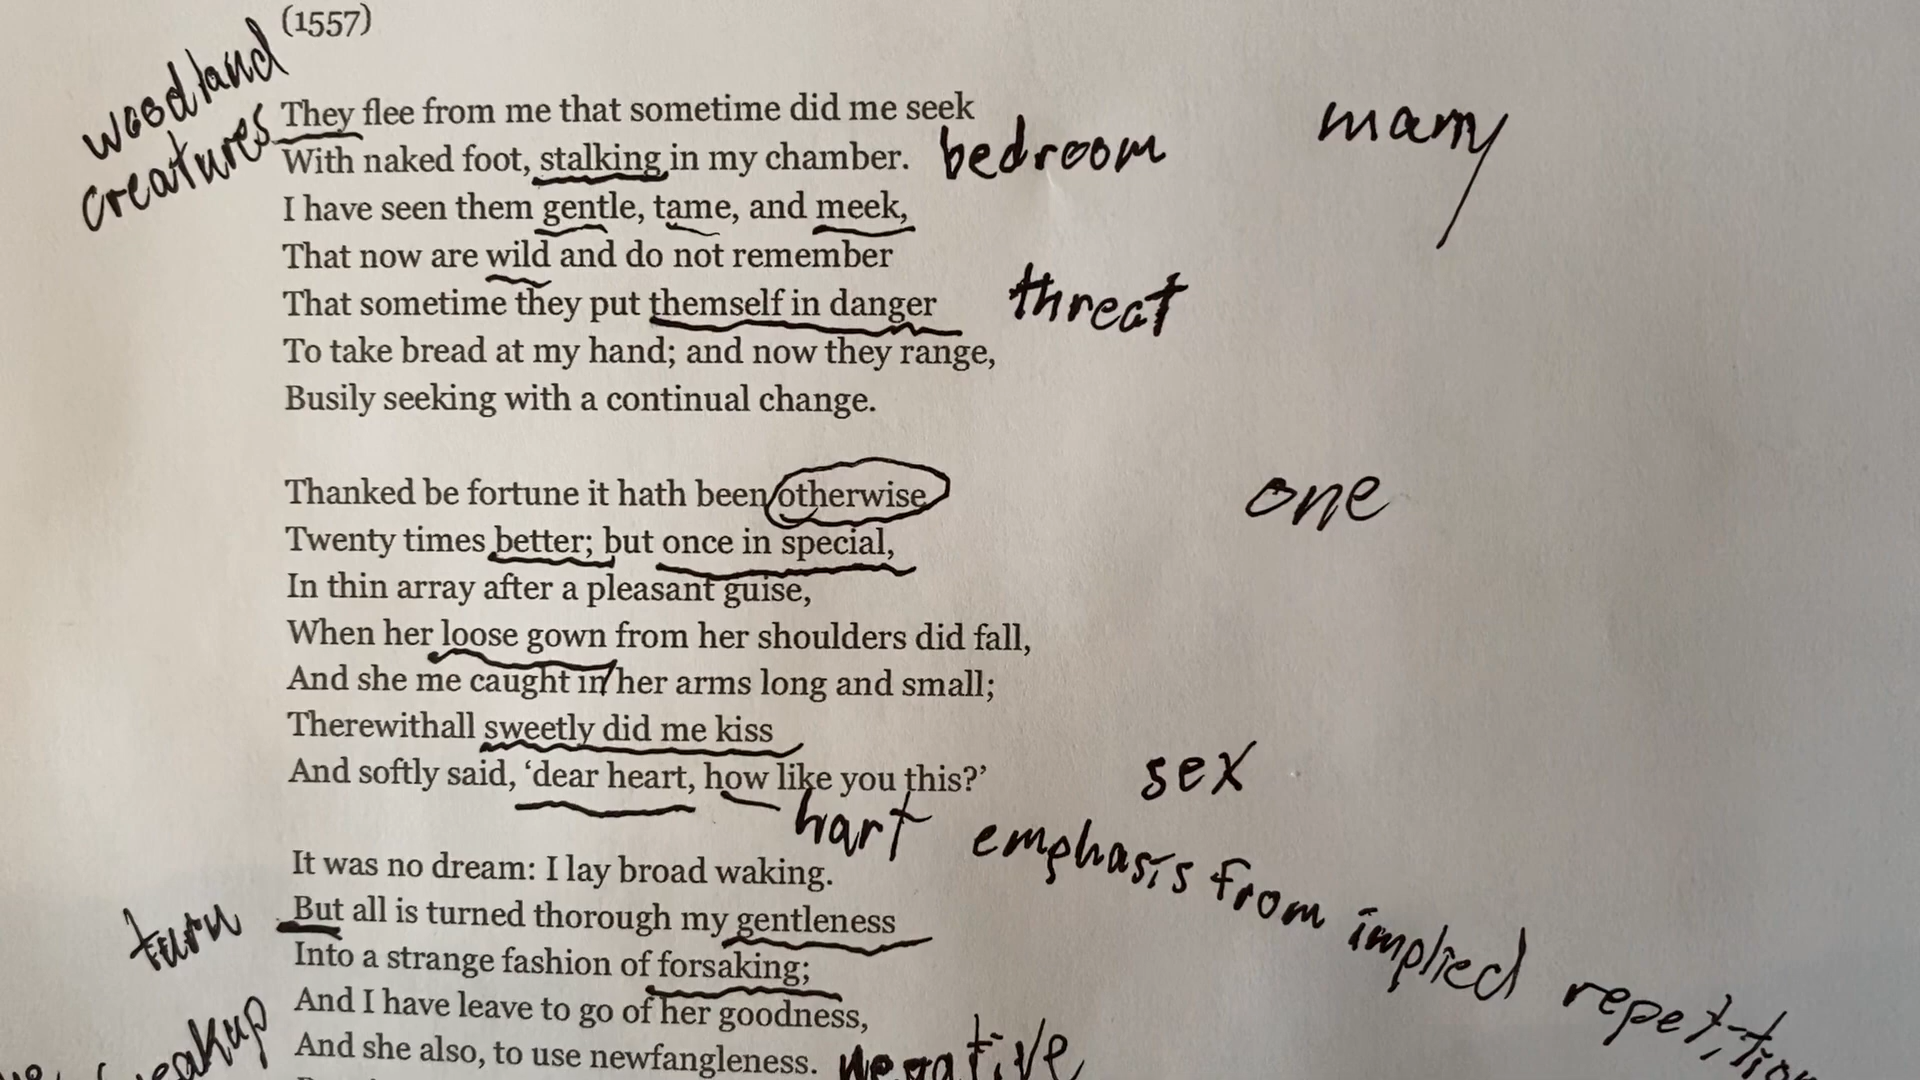 (1557)
woodland
creatures
They flee from me that sometime did me seek
many
With naked foot, stalking in my chamber.
bedroom
I have seen them gentle, tame, and meek,
That now are wild and do not remember
That sometime they put themself in danger
threat
To take bread at my hand; and now they range,
Busily seeking with a continual change.
Thanked be fortune it hath been otherwise
one
Twenty times better; but once in special,
In thin array after a pleasant guise,
When her loose gown from her shoulders did fall,
And she me caught in her arms long and small;
Therewithall sweetly did me kiss
And softly said, ‘dear heart, how like you this?’
sex
hart
emphasis from implied repetition
It was no dream: I lay broad waking.
turn
But all is turned thorough my gentleness
Into a strange fashion of forsaking;
And I have leave to go of her goodness,
And she also, to use newfangleness.
negative